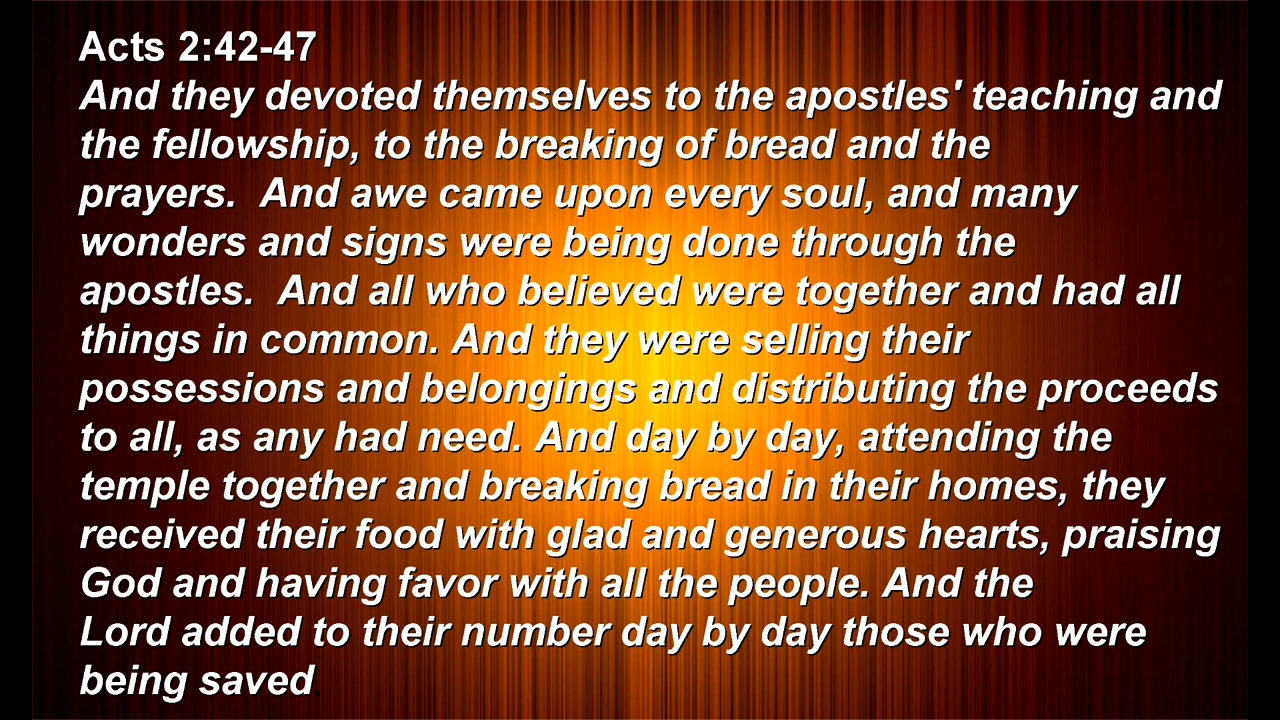 Acts 2:42-47
And they devoted themselves to the apostles' teaching and
the fellowship, to the breaking of bread and the
prayers.  And awe came upon every soul, and many
wonders and signs were being done through the
apostles.  And all who believed were together and had all
things in common. And they were selling their
possessions and belongings and distributing the proceeds
to all, as any had need. And day by day, attending the
temple together and breaking bread in their homes, they
received their food with glad and generous hearts, praising
God and having favor with all the people. And the
Lord added to their number day by day those who were
being saved.